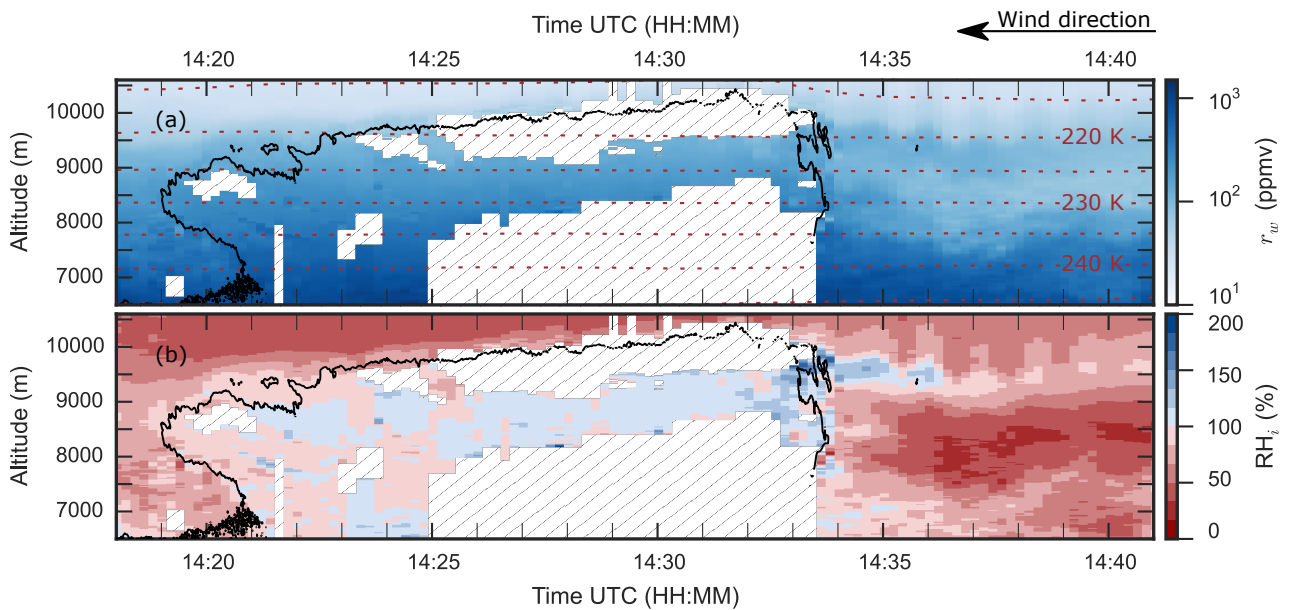 Time UTC (HH:MM)
Wind direction
14:20 14:25 14:30 14:35 14:40
(a)
10000
9000
8000
7000
Altitude (m)
-220 K
-230 K
-240 K
10³
10²
10¹
r_w (ppmv)
(b)
10000
9000
8000
7000
Altitude (m)
200
150
100
50
0
RH_i (%)
14:20 14:25 14:30 14:35 14:40
Time UTC (HH:MM)